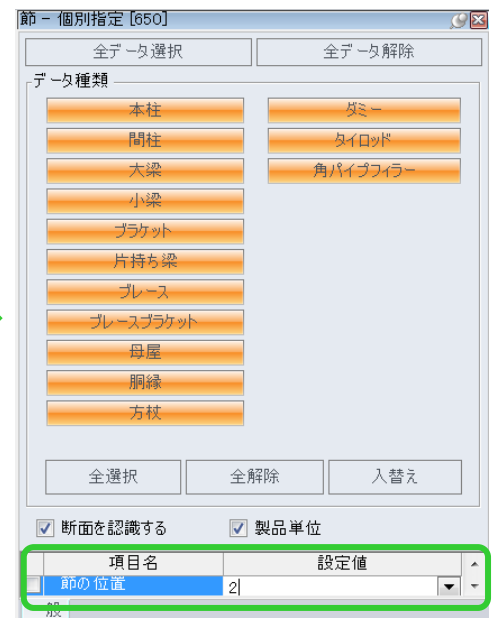 節 - 個別指定 [650]
全データ選択 全データ解除
データ種類
本柱 ダミー
間柱 タイロッド
大梁 角パイプフィラー
小梁
ブラケット
片持ち梁
ブレース
ブレースブラケット
母屋
胴縁
方杖
全選択 全解除 入替え
断面を認識する 製品単位
項目名 設定値
節の位置 2
般